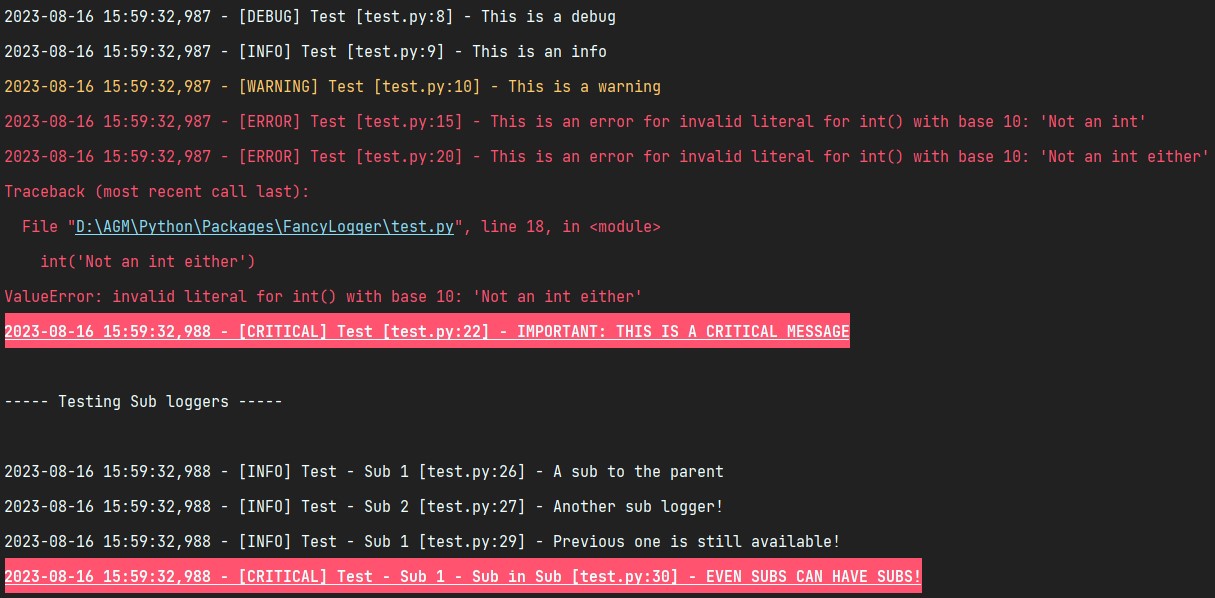 2023-08-16 15:59:32,987 - [DEBUG] Test [test.py:8] - This is a debug
2023-08-16 15:59:32,987 - [INFO] Test [test.py:9] - This is an info
2023-08-16 15:59:32,987 - [WARNING] Test [test.py:10] - This is a warning
2023-08-16 15:59:32,987 - [ERROR] Test [test.py:15] - This is an error for invalid literal for int() with base 10: 'Not an int'
2023-08-16 15:59:32,987 - [ERROR] Test [test.py:20] - This is an error for invalid literal for int() with base 10: 'Not an int either'
Traceback (most recent call last):
  File "D:\AGM\Python\Packages\FancyLogger\test.py", line 18, in <module>
    int('Not an int either')
ValueError: invalid literal for int() with base 10: 'Not an int either'
2023-08-16 15:59:32,988 - [CRITICAL] Test [test.py:22] - IMPORTANT: THIS IS A CRITICAL MESSAGE
----- Testing Sub loggers -----
2023-08-16 15:59:32,988 - [INFO] Test - Sub 1 [test.py:26] - A sub to the parent
2023-08-16 15:59:32,988 - [INFO] Test - Sub 2 [test.py:27] - Another sub logger!
2023-08-16 15:59:32,988 - [INFO] Test - Sub 1 [test.py:29] - Previous one is still available!
2023-08-16 15:59:32,988 - [CRITICAL] Test - Sub 1 - Sub in Sub [test.py:30] - EVEN SUBS CAN HAVE SUBS!